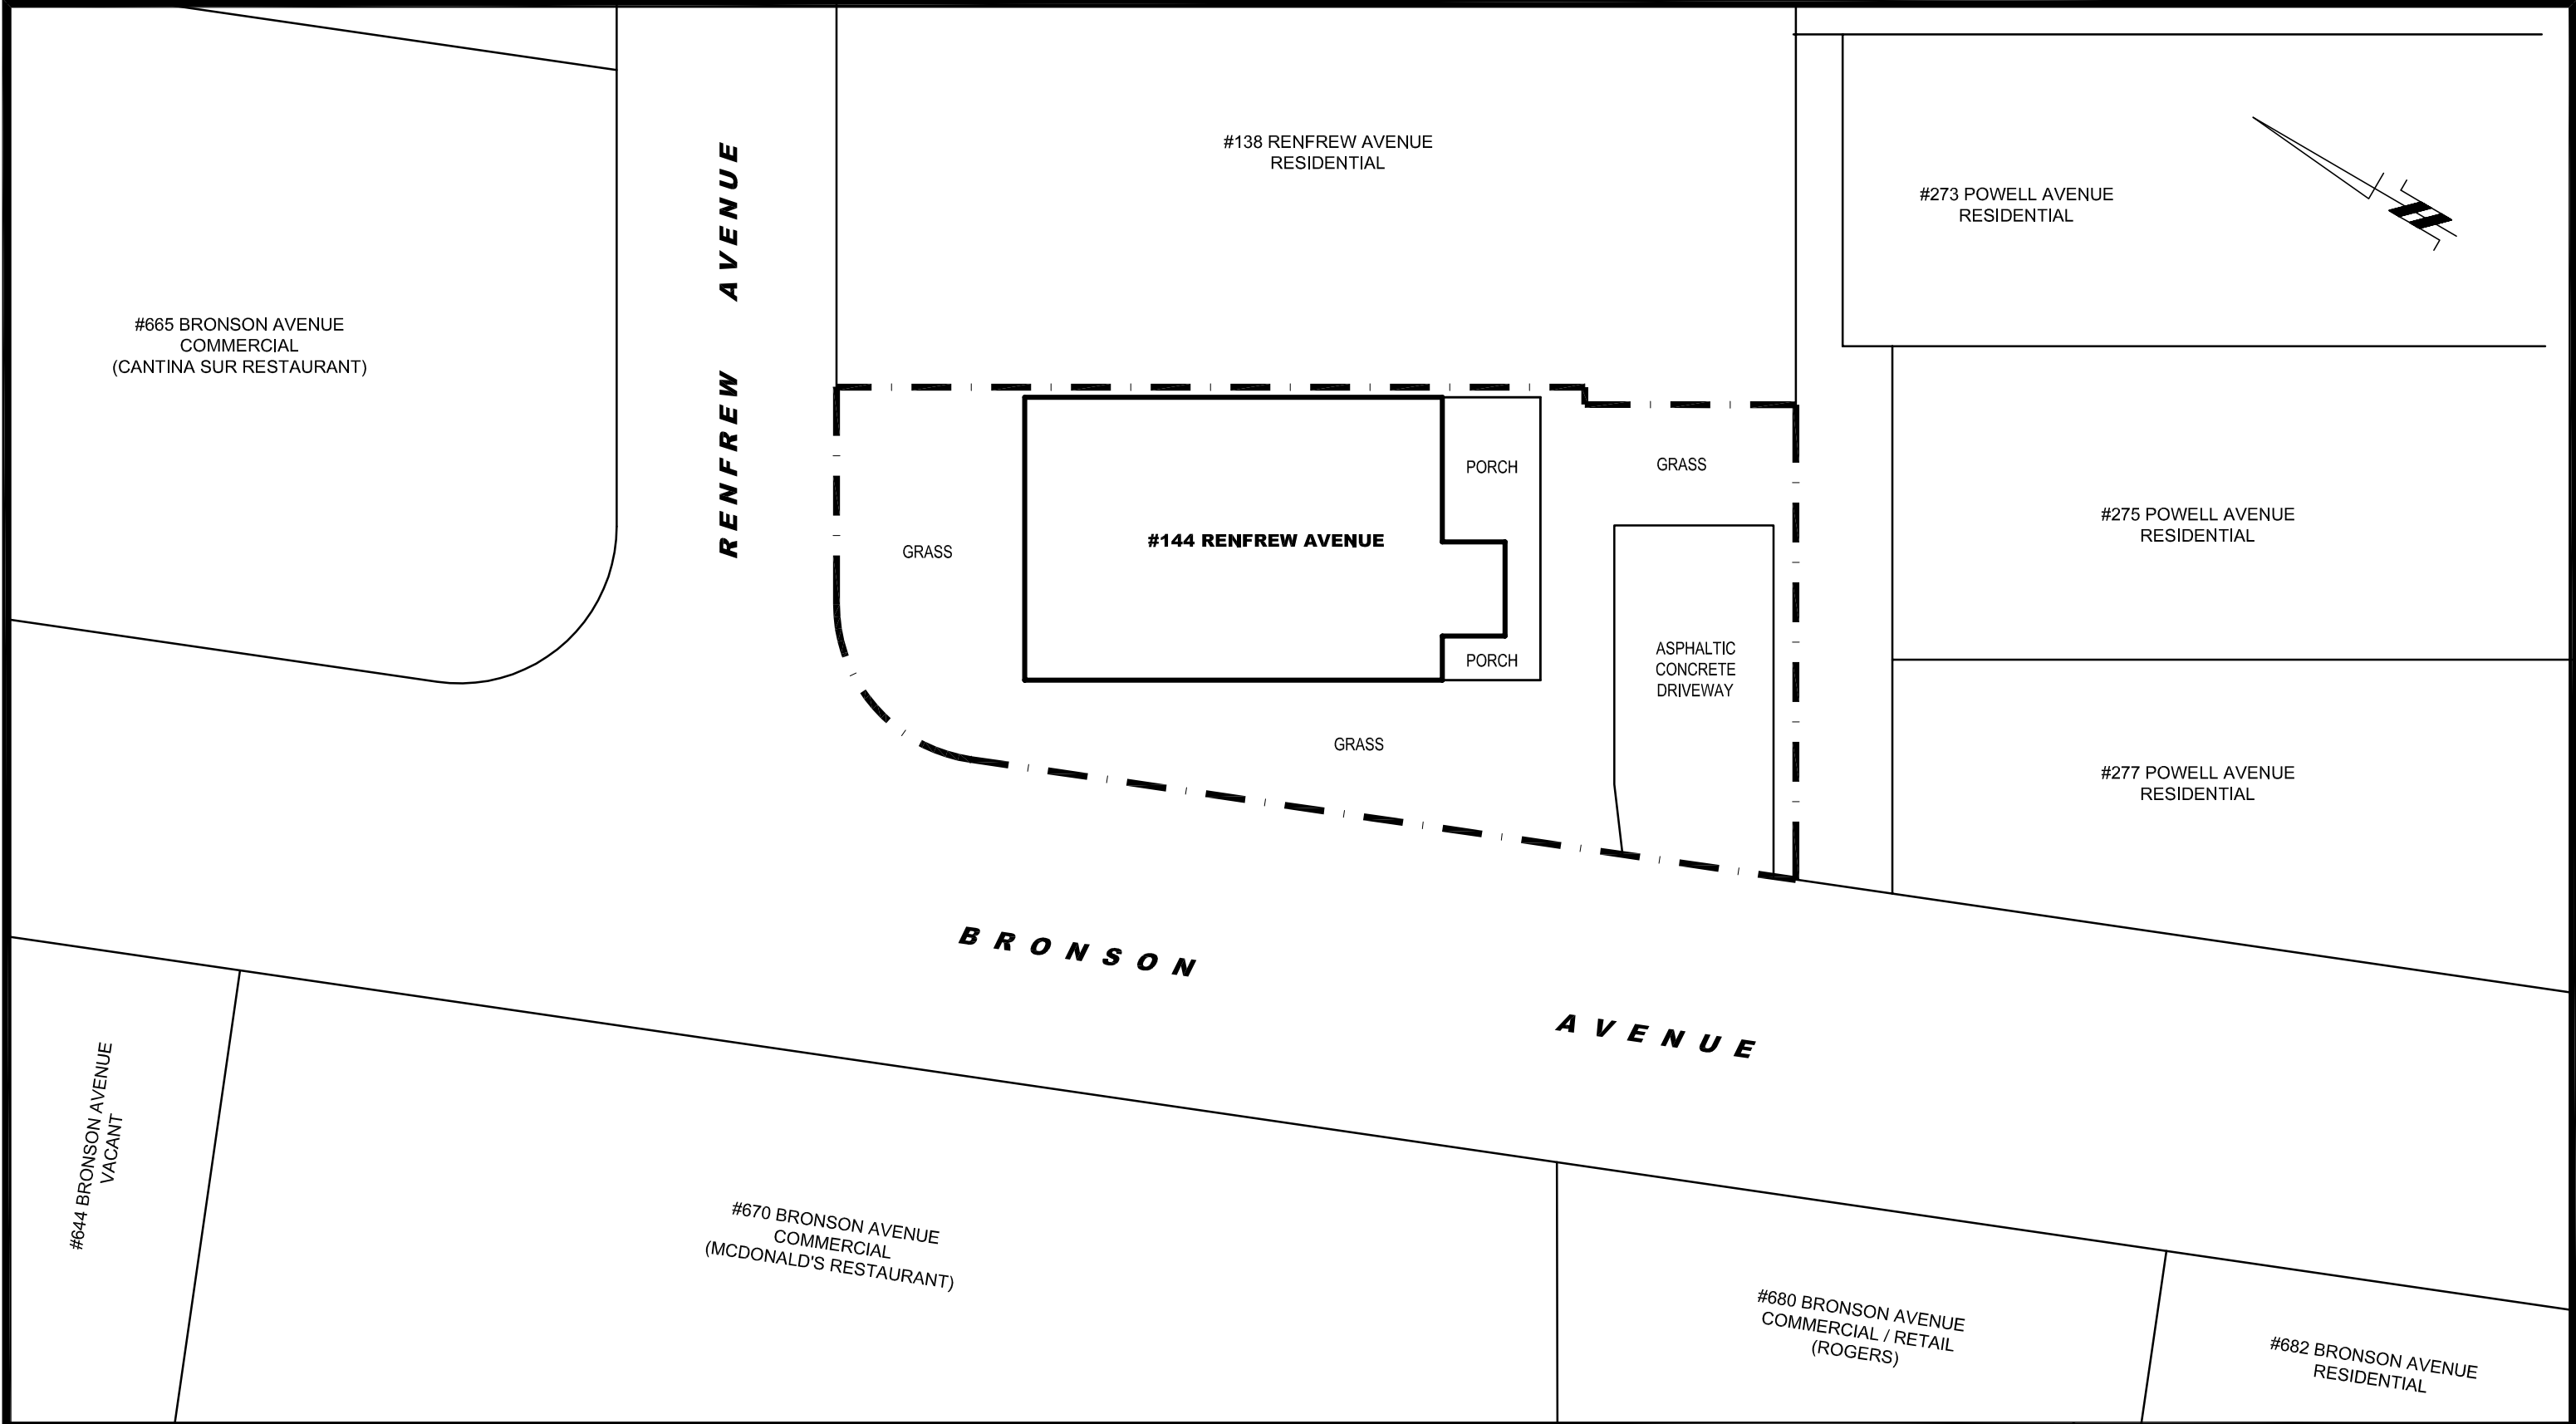 #138 RENFREW AVENUE
RESIDENTIAL
#273 POWELL AVENUE
RESIDENTIAL
#665 BRONSON AVENUE
COMMERCIAL
(CANTINA SUR RESTAURANT)
RENFREW AVENUE
PORCH
GRASS
#144 RENFREW AVENUE
GRASS
#275 POWELL AVENUE
RESIDENTIAL
PORCH
ASPHALTIC
CONCRETE
DRIVEWAY
GRASS
#277 POWELL AVENUE
RESIDENTIAL
BRONSON AVENUE
#644 BRONSON AVENUE
VACANT
#670 BRONSON AVENUE
COMMERCIAL
(MCDONALD'S RESTAURANT)
#680 BRONSON AVENUE
COMMERCIAL / RETAIL
(ROGERS)
#682 BRONSON AVENUE
RESIDENTIAL